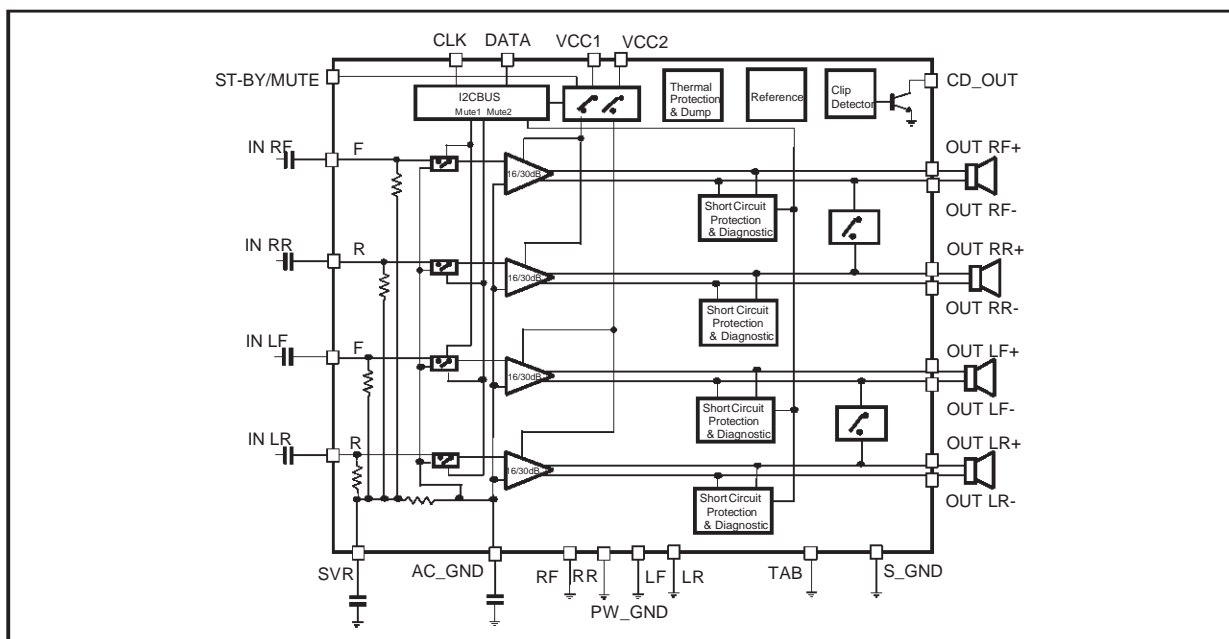 CLK
DATA
VCC1
VCC2
ST-BY/MUTE
I2CBUS
Mute1 Mute2
Thermal
Protection
& Dump
Reference
Clip
Detector
CD_OUT
IN RF
F
16/30dB
Short Circuit
Protection
& Diagnostic
OUT RF+
OUT RF-
IN RR
R
16/30dB
Short Circuit
Protection
& Diagnostic
OUT RR+
OUT RR-
IN LF
F
16/30dB
Short Circuit
Protection
& Diagnostic
OUT LF+
OUT LF-
IN LR
R
16/30dB
Short Circuit
Protection
& Diagnostic
OUT LR+
OUT LR-
SVR
AC_GND
RF
RR
LF
LR
PW_GND
TAB
S_GND